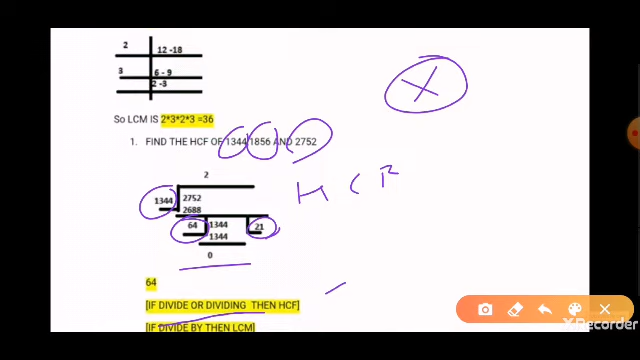 2 12 -18
3 6 - 9
2 -3
So LCM IS 2*3*2*3 =36
1. FIND THE HCF OF 1344 1856 AND 2752
2
1344 2752
2688
64 1344 21
1344
0
64
[IF DIVIDE OR DIVIDING THEN HCF]
[IF DIVIDE BY THEN LCM]
X
H C F
XRecorder